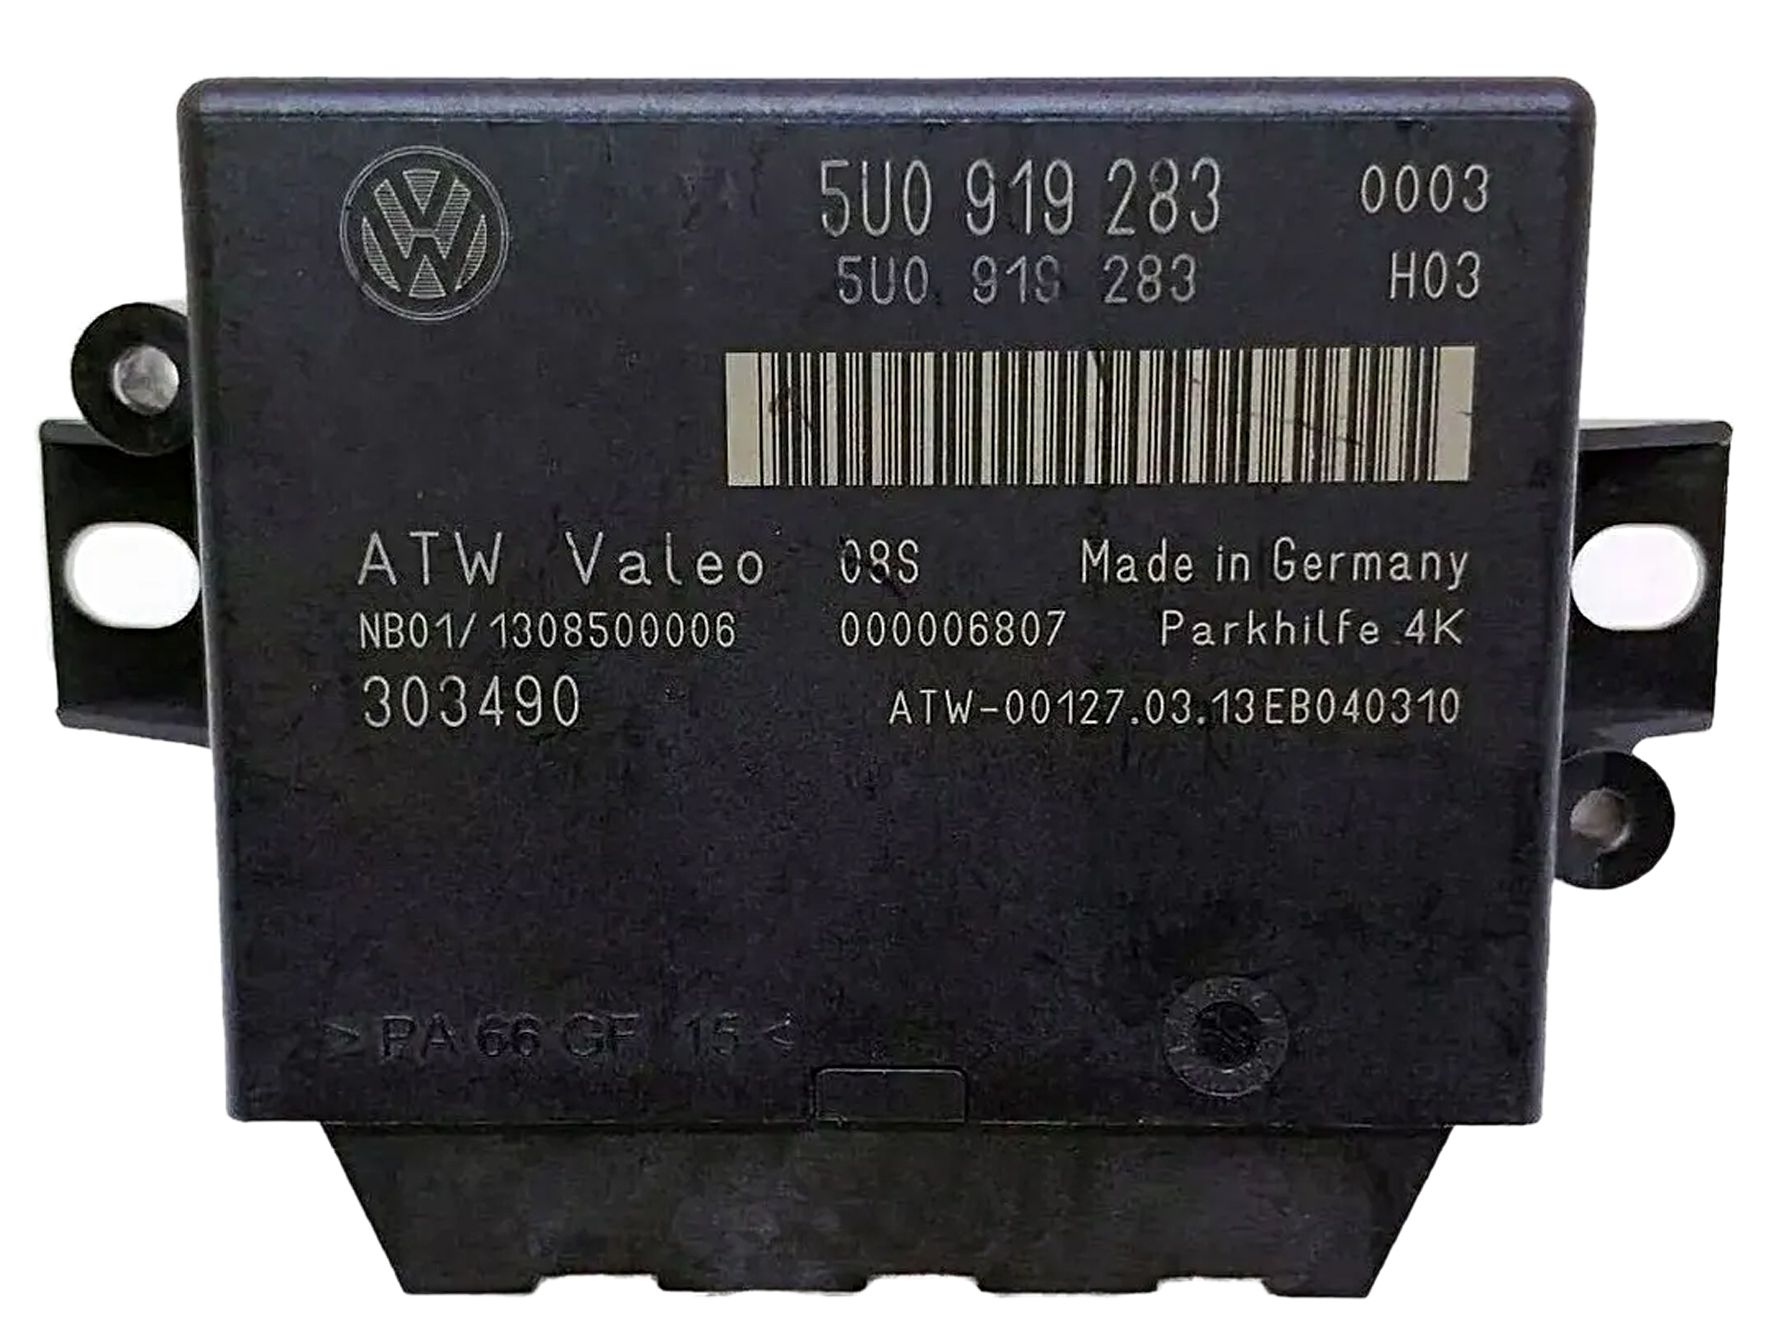 5U0 919 283 0003
5U0 919 283 H03
ATW Valeo 08S Made in Germany
NB01/1308500006 000006807 Parkhilfe 4K
303490 ATW-00127.03.13EB040310
>PA 66 GF 15<